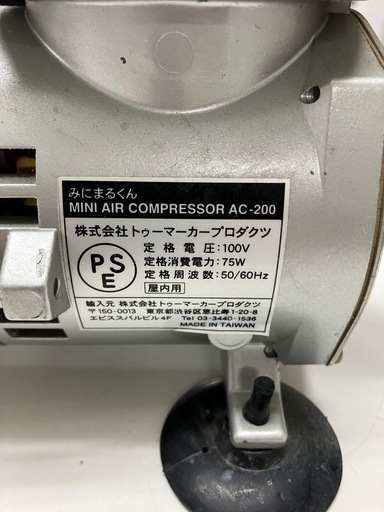 みにまるくん
MINI AIR COMPRESSOR AC-200
株式会社トゥーマーカープロダクツ
PSE
定格電圧:100V
定格消費電力:75W
定格周波数:50/60Hz
屋内用
輸入元 株式会社トゥーマーカープロダクツ
〒150-0013 東京都渋谷区恵比寿1-20-8
エビススバルビル4F Tel 03-3440-1536
MADE IN TAIWAN